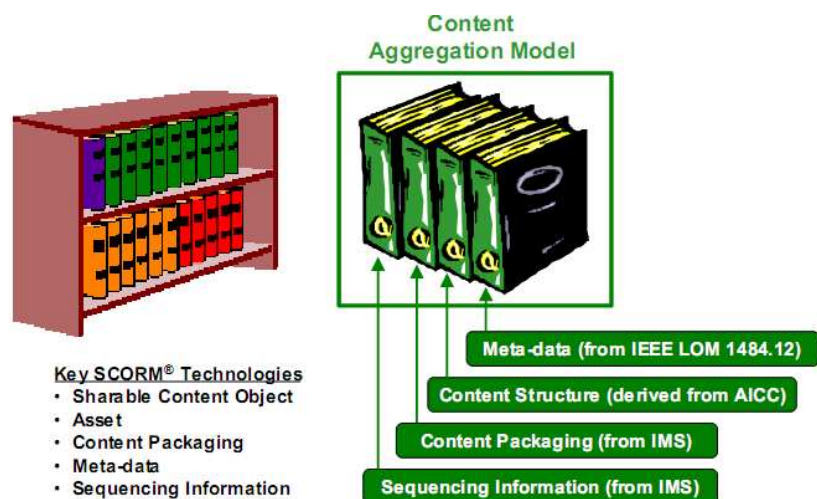 Content
Aggregation Model
Meta-data (from IEEE LOM 1484.12)
Content Structure (derived from AICC)
Content Packaging (from IMS)
Sequencing Information (from IMS)
Key SCORM® Technologies
• Sharable Content Object
• Asset
• Content Packaging
• Meta-data
• Sequencing Information